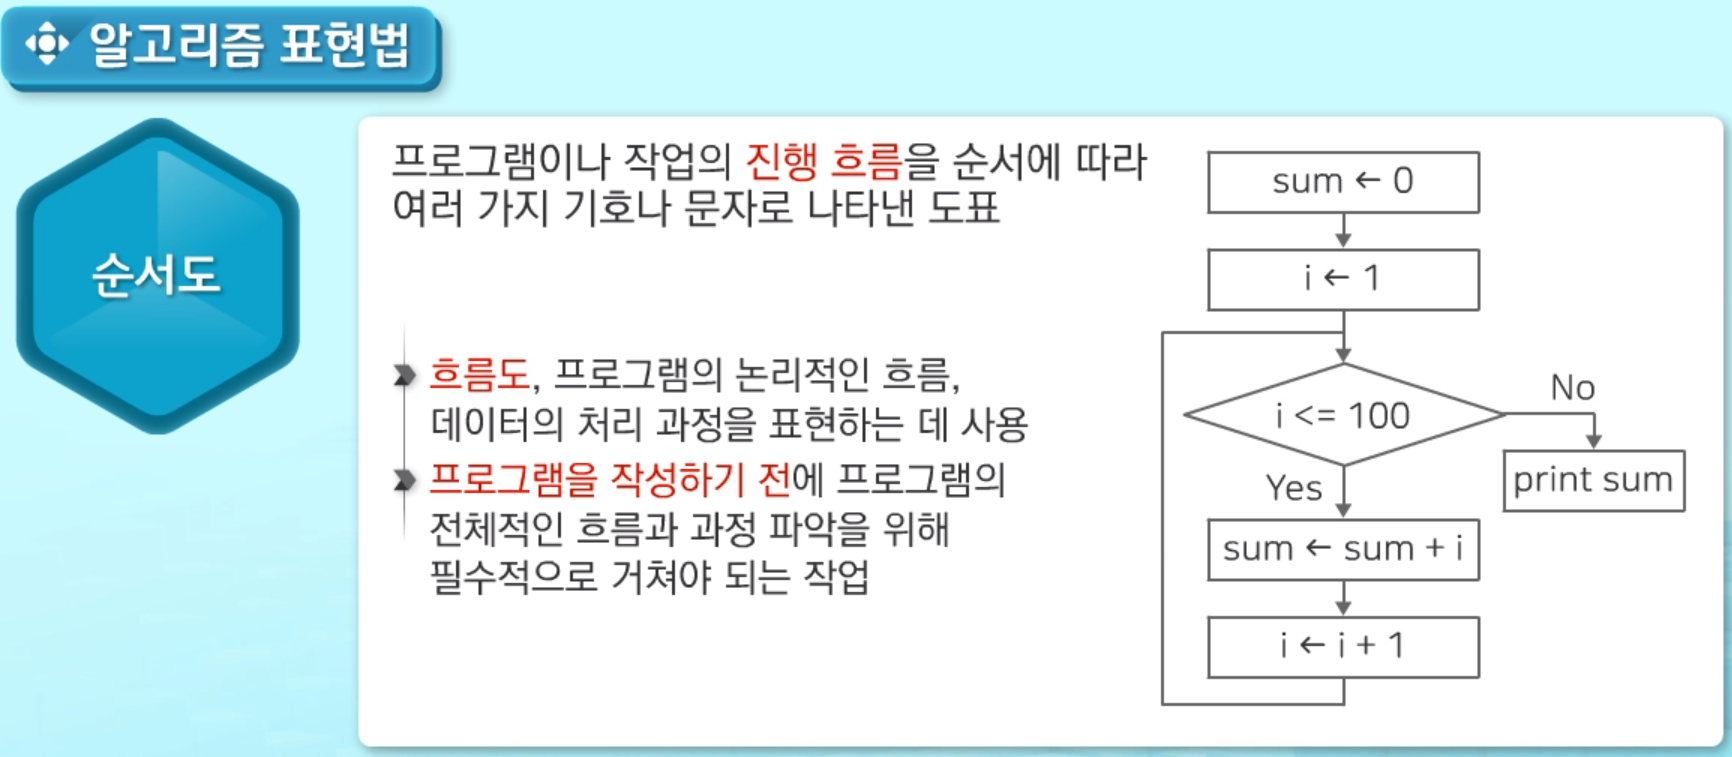 알고리즘 표현법
순서도
프로그램이나 작업의 진행 흐름을 순서에 따라
여러 가지 기호나 문자로 나타낸 도표
흐름도, 프로그램의 논리적인 흐름,
데이터의 처리 과정을 표현하는 데 사용
프로그램을 작성하기 전에 프로그램의
전체적인 흐름과 과정 파악을 위해
필수적으로 거쳐야 되는 작업
sum ← 0
i ← 1
i <= 100
No
print sum
Yes
sum ← sum + i
i ← i + 1